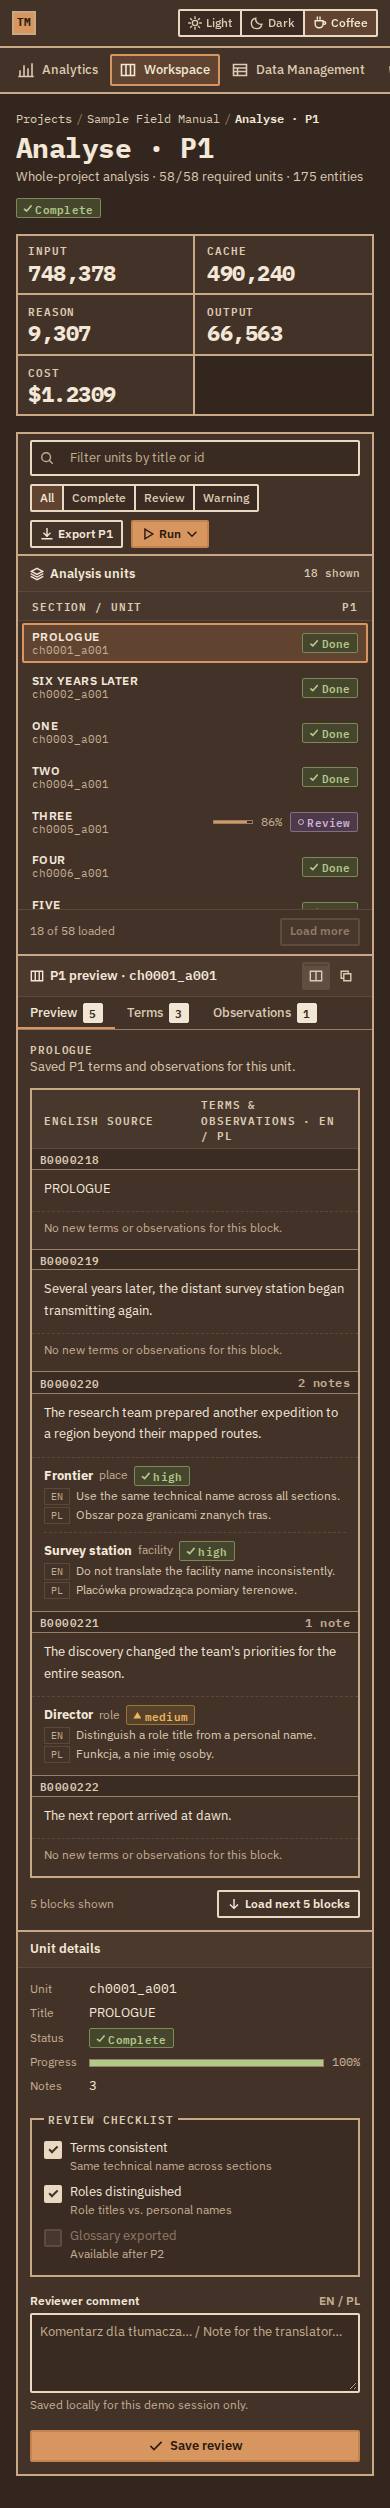 TM
Light
Dark
Coffee
Analytics
Workspace
Data Management
Projects / Sample Field Manual / Analyse · P1
Analyse · P1
Whole-project analysis · 58/58 required units · 175 entities
Complete
INPUT
748,378
CACHE
490,240
REASON
9,307
OUTPUT
66,563
COST
$1.2309
Filter units by title or id
All
Complete
Review
Warning
Export P1
Run
Analysis units
18 shown
SECTION / UNIT
P1
PROLOGUE
ch0001_a001
Done
SIX YEARS LATER
ch0002_a001
Done
ONE
ch0003_a001
Done
TWO
ch0004_a001
Done
THREE
ch0005_a001
86%
Review
FOUR
ch0006_a001
Done
FIVE
18 of 58 loaded
Load more
P1 preview · ch0001_a001
Preview 5
Terms 3
Observations 1
PROLOGUE
Saved P1 terms and observations for this unit.
ENGLISH SOURCE
TERMS &
OBSERVATIONS · EN
/ PL
B0000218
PROLOGUE
No new terms or observations for this block.
B0000219
Several years later, the distant survey station began
transmitting again.
No new terms or observations for this block.
B0000220
2 notes
The research team prepared another expedition to
a region beyond their mapped routes.
Frontier place high
EN Use the same technical name across all sections.
PL Obszar poza granicami znanych tras.
Survey station facility high
EN Do not translate the facility name inconsistently.
PL Placówka prowadząca pomiary terenowe.
B0000221
1 note
The discovery changed the team's priorities for the
entire season.
Director role medium
EN Distinguish a role title from a personal name.
PL Funkcja, a nie imię osoby.
B0000222
The next report arrived at dawn.
No new terms or observations for this block.
5 blocks shown
Load next 5 blocks
Unit details
Unit ch0001_a001
Title PROLOGUE
Status Complete
Progress 100%
Notes 3
REVIEW CHECKLIST
Terms consistent
Same technical name across sections
Roles distinguished
Role titles vs. personal names
Glossary exported
Available after P2
Reviewer comment
EN / PL
Komentarz dla tłumacza... / Note for the translator...
Saved locally for this demo session only.
Save review